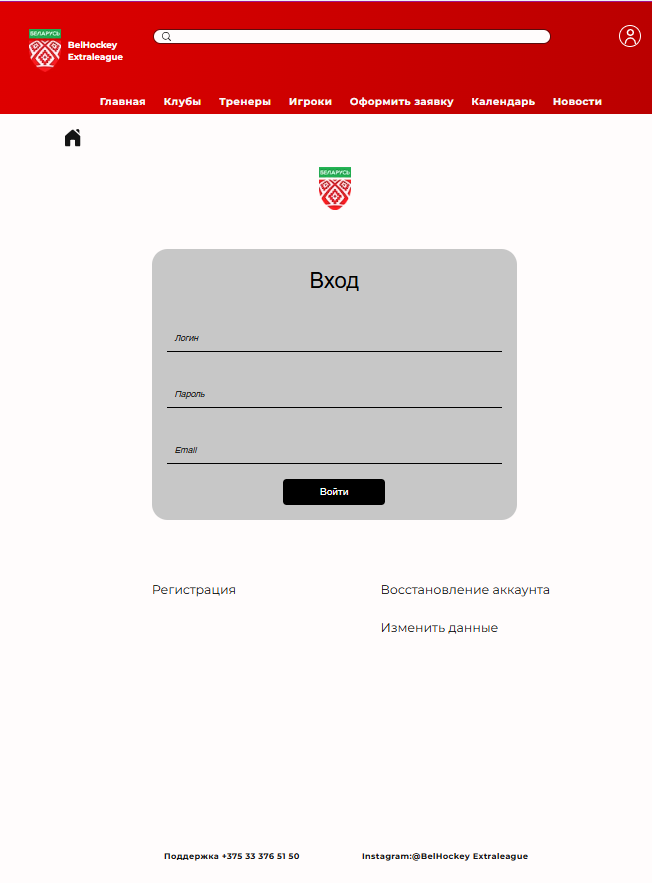 БЕЛАРУСЬ
BelHockey
Extraleague
Главная Клубы Тренеры Игроки Оформить заявку Календарь Новости
БЕЛАРУСЬ
Вход
Логин
Пароль
Email
Войти
Регистрация Восстановление аккаунта
Изменить данные
Поддержка +375 33 376 51 50 Instagram:@BelHockey Extraleague